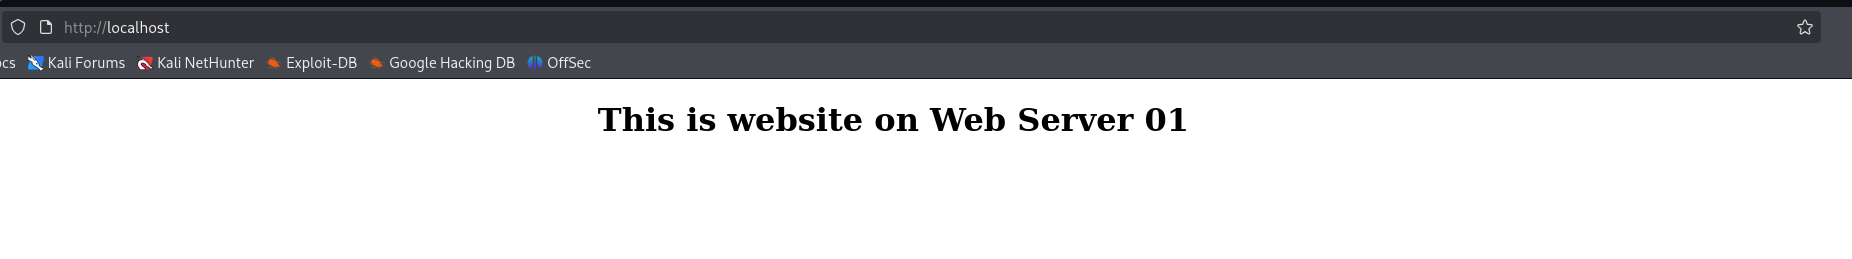 http://localhost
ocs Kali Forums Kali NetHunter Exploit-DB Google Hacking DB OffSec
This is website on Web Server 01